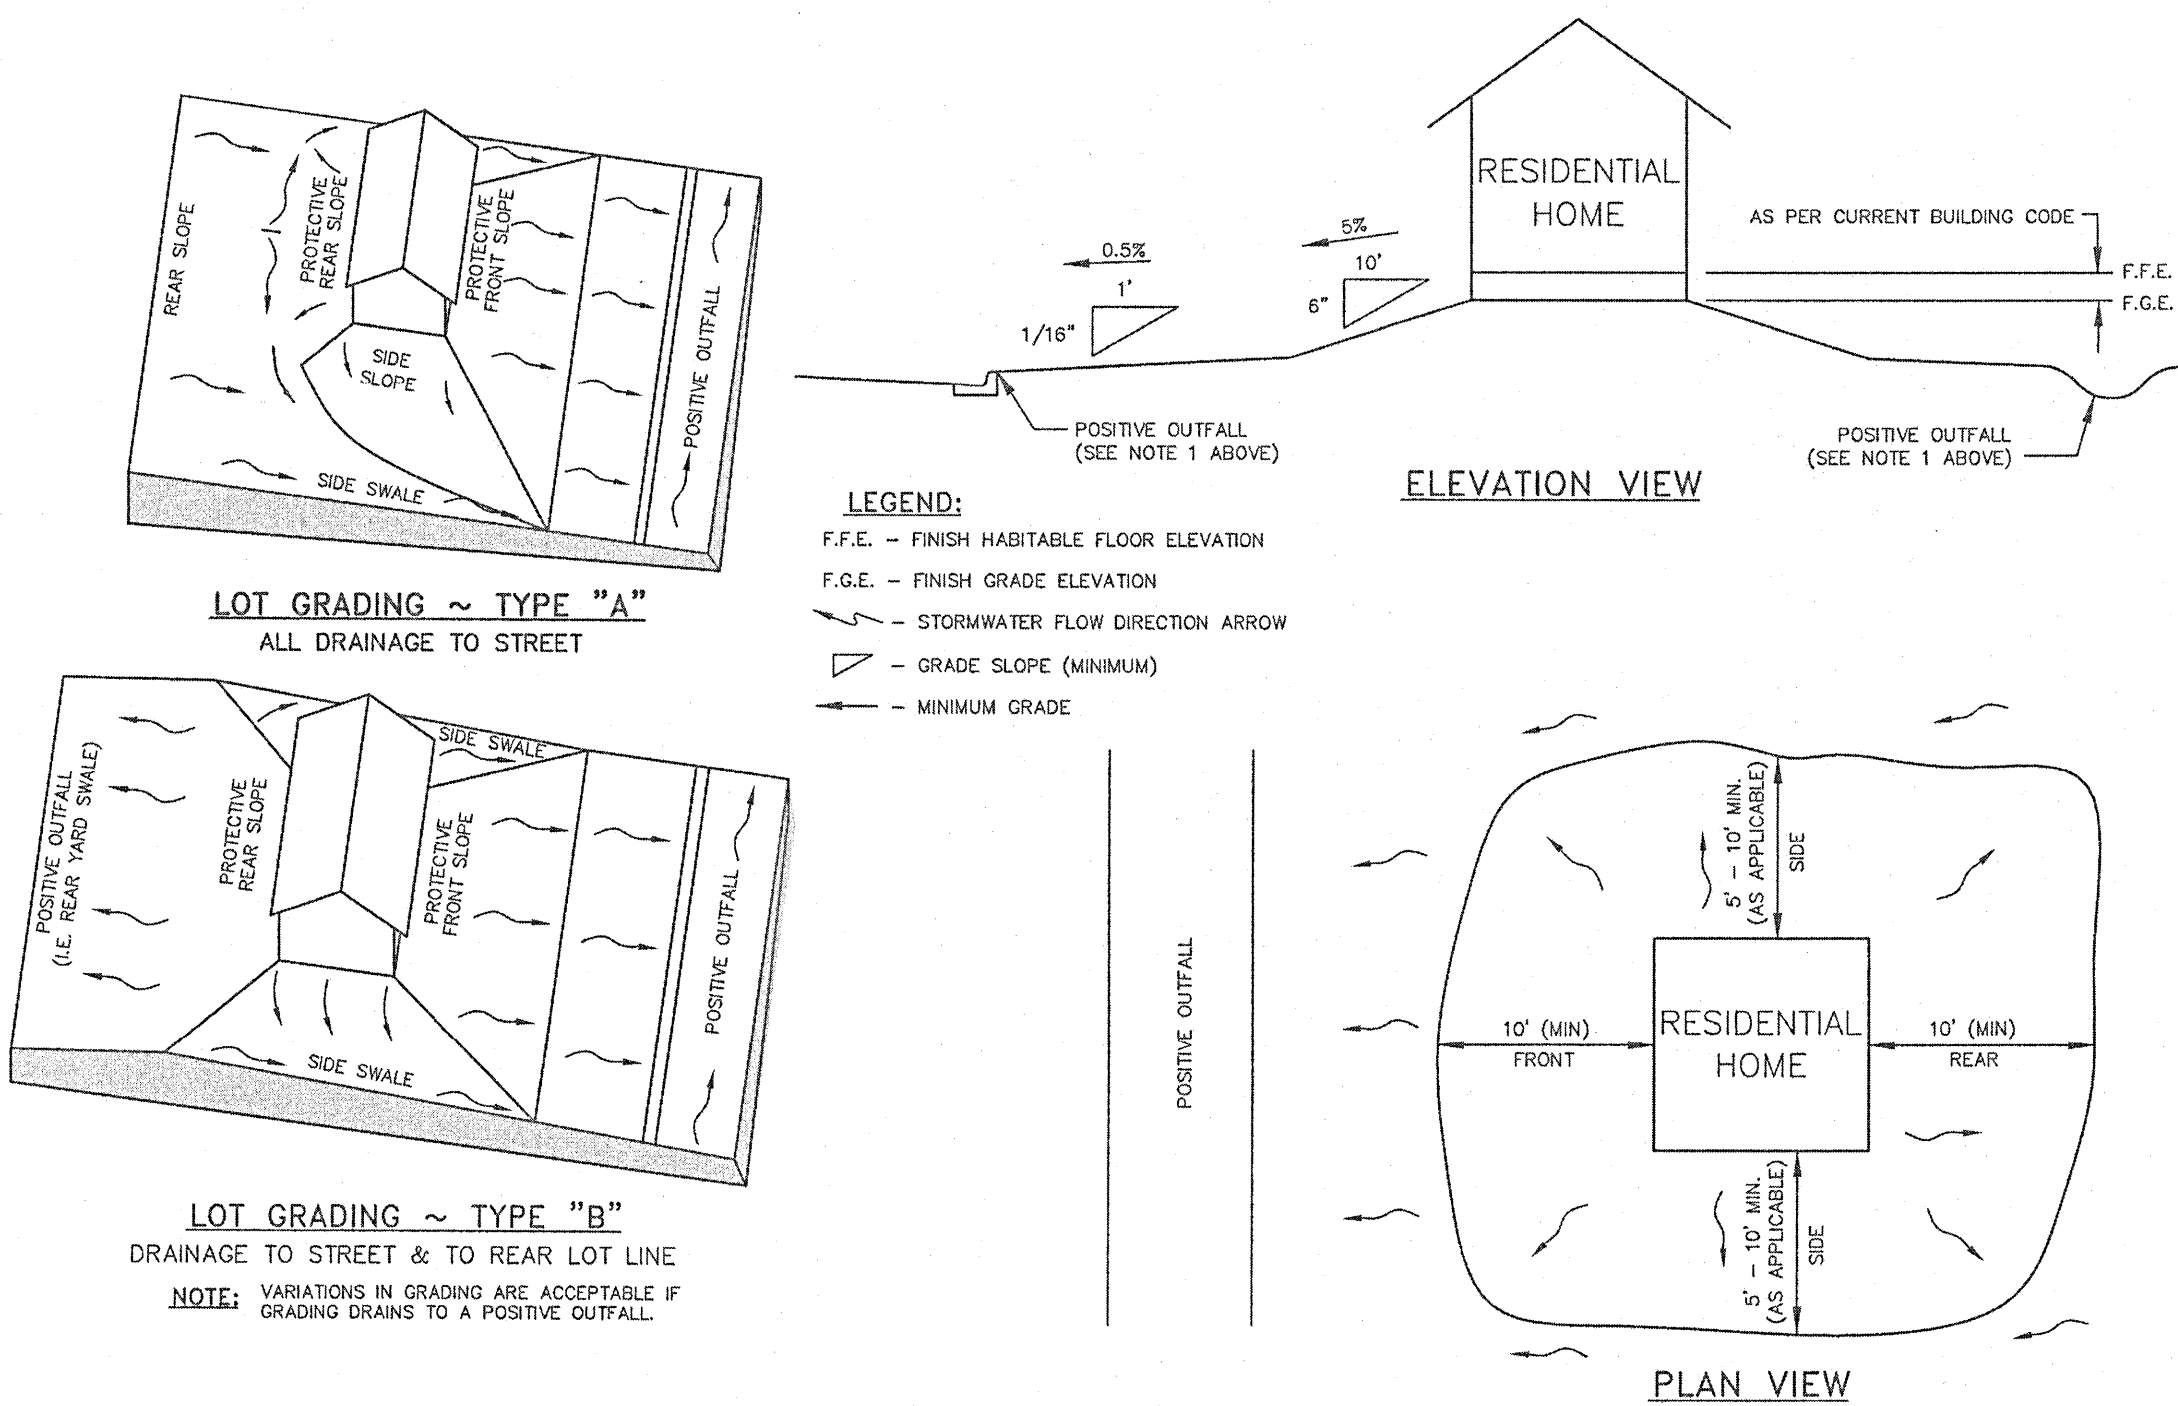 REAR SLOPE
PROTECTIVE
REAR SLOPE
PROTECTIVE
FRONT SLOPE
SIDE
SLOPE
SIDE SWALE
POSITIVE OUTFALL
LOT GRADING ~ TYPE "A"
ALL DRAINAGE TO STREET
POSITIVE OUTFALL
(I.E. REAR YARD SWALE)
PROTECTIVE
REAR SLOPE
SIDE SWALE
PROTECTIVE
FRONT SLOPE
SIDE SWALE
POSITIVE OUTFALL
LOT GRADING ~ TYPE "B"
DRAINAGE TO STREET & TO REAR LOT LINE
NOTE: VARIATIONS IN GRADING ARE ACCEPTABLE IF
GRADING DRAINS TO A POSITIVE OUTFALL.
RESIDENTIAL
HOME
0.5%
1'
1/16"
5%
10'
6"
AS PER CURRENT BUILDING CODE
F.F.E.
F.G.E.
POSITIVE OUTFALL
(SEE NOTE 1 ABOVE)
POSITIVE OUTFALL
(SEE NOTE 1 ABOVE)
ELEVATION VIEW
LEGEND:
F.F.E. – FINISH HABITABLE FLOOR ELEVATION
F.G.E. – FINISH GRADE ELEVATION
– STORMWATER FLOW DIRECTION ARROW
– GRADE SLOPE (MINIMUM)
– MINIMUM GRADE
POSITIVE OUTFALL
5' – 10' MIN.
(AS APPLICABLE)
SIDE
RESIDENTIAL
HOME
10' (MIN)
FRONT
10' (MIN)
REAR
5' – 10' MIN.
(AS APPLICABLE)
SIDE
PLAN VIEW